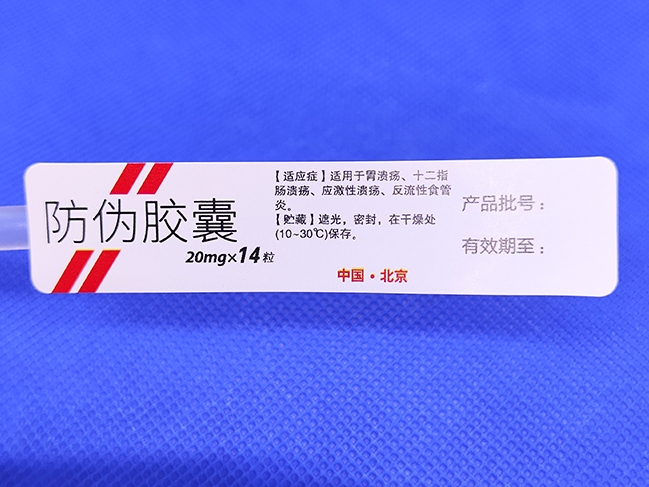 防伪胶囊
20mg×14粒
【适应症】适用于胃溃疡、十二指
肠溃疡、应激性溃疡、反流性食管
炎。
【贮藏】遮光，密封，在干燥处
(10~30℃)保存。
中国·北京
产品批号：
有效期至：